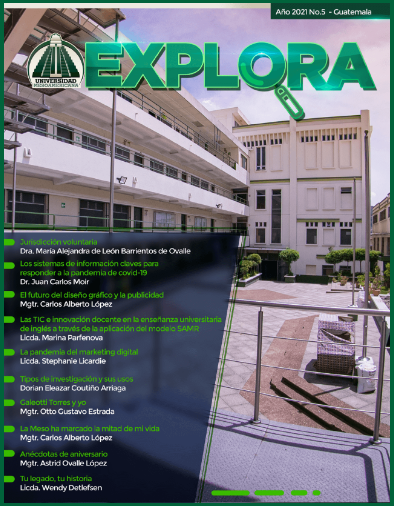 Año 2021 No.5 - Guatemala
UNIVERSIDAD
MESOAMERICANA
EXPLORA
Jurisdicción voluntaria
Dra. María Alejandra de León Barrientos de Ovalle
Los sistemas de información claves para
responder a la pandemia de covid-19
Dr. Juan Carlos Moir
El futuro del diseño gráfico y la publicidad
Mgtr. Carlos Alberto López
Las TIC e innovación docente en la enseñanza universitaria
de inglés a través de la aplicación del modelo SAMR
Licda. Marina Parfenova
La pandemia del marketing digital
Licda. Stephanie Licardie
Tipos de investigación y sus usos
Dorian Eleazar Coutiño Arriaga
Galeotti Torres y yo
Mgtr. Otto Gustavo Estrada
La Meso ha marcado la mitad de mi vida
Mgtr. Carlos Alberto López
Anécdotas de aniversario
Mgtr. Astrid Ovalle López
Tu legado, tu historia
Licda. Wendy Detlefsen